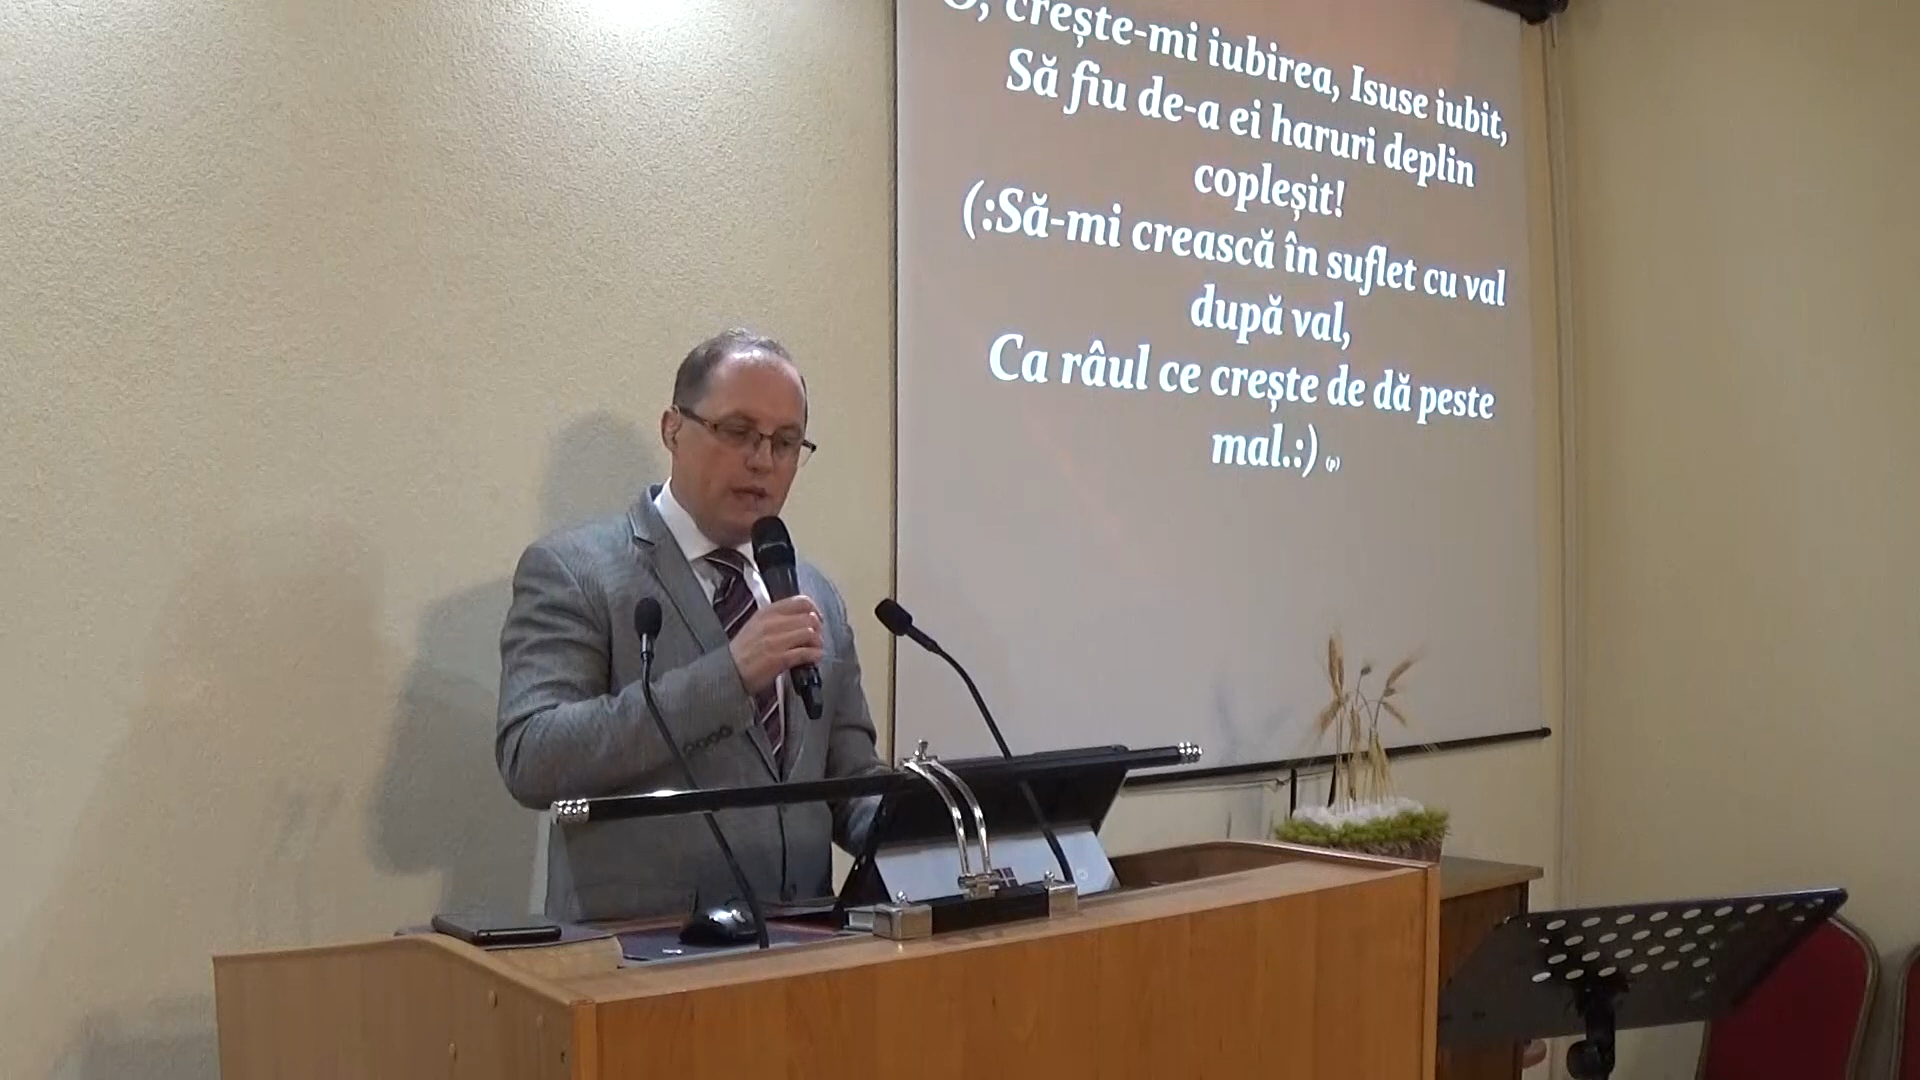 O, crește-mi iubirea, Isuse iubit,
Să fiu de-a ei haruri deplin
copleșit!
(:Să-mi crească în suflet cu val
după val,
Ca râul ce crește de dă peste
mal.:) (p)